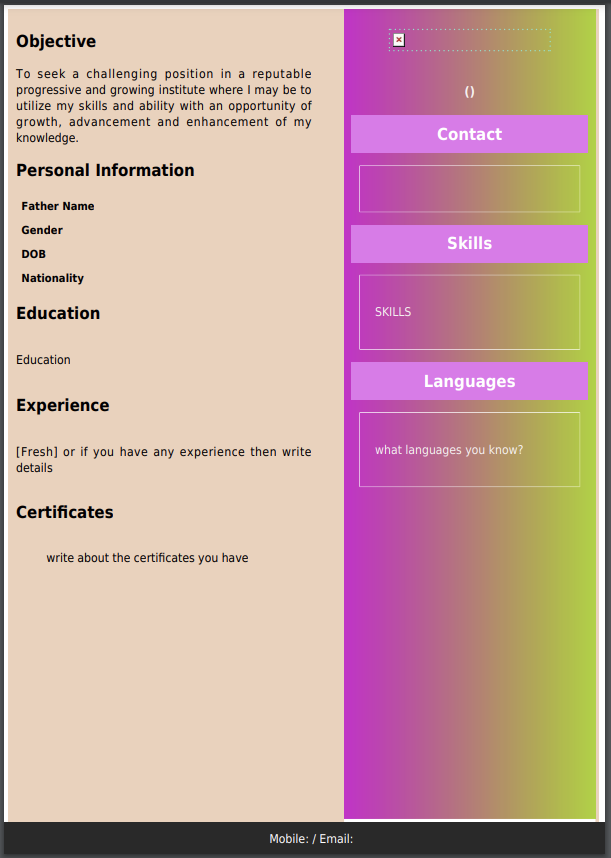 Objective
To seek a challenging position in a reputable
progressive and growing institute where I may be to
utilize my skills and ability with an opportunity of
growth, advancement and enhancement of my
knowledge.
Personal Information
Father Name
Gender
DOB
Nationality
Education
Education
Experience
[Fresh] or if you have any experience then write
details
Certificates
write about the certificates you have
()
Contact
Skills
SKILLS
Languages
what languages you know?
Mobile: / Email: